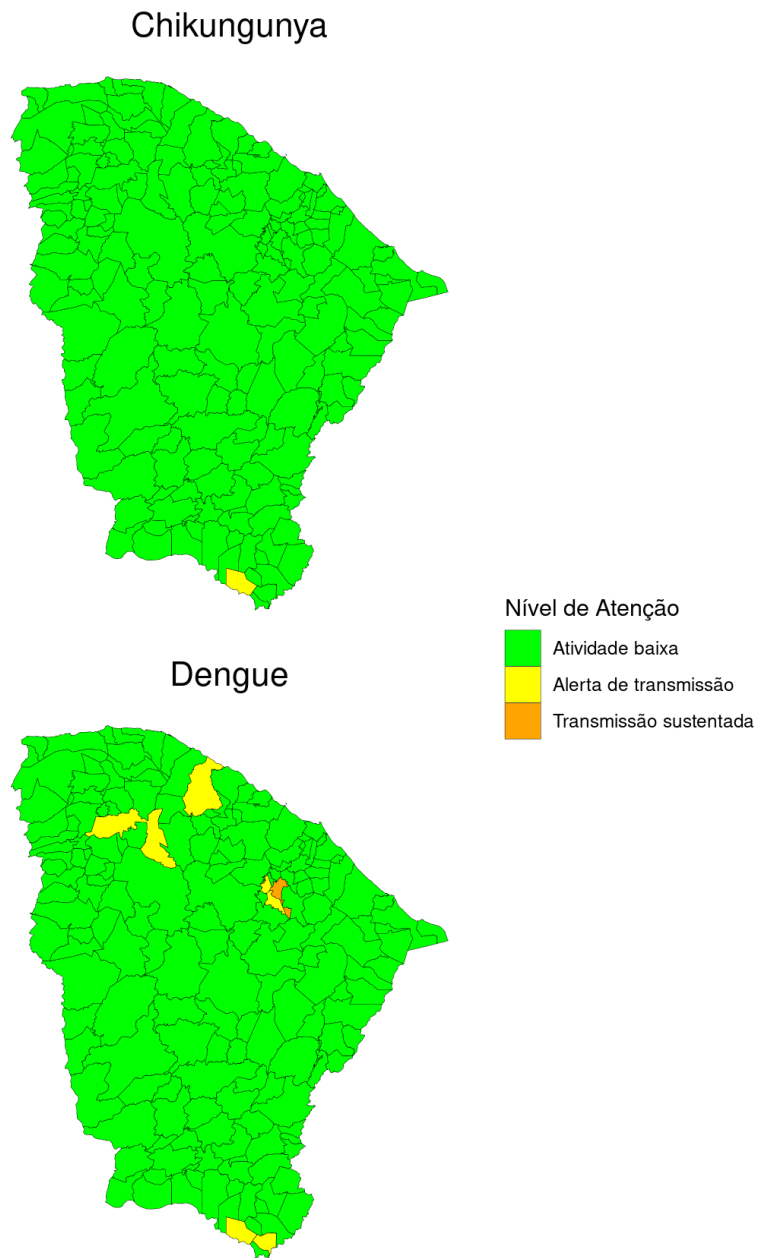 Chikungunya
Nível de Atenção
Atividade baixa
Alerta de transmissão
Transmissão sustentada
Dengue